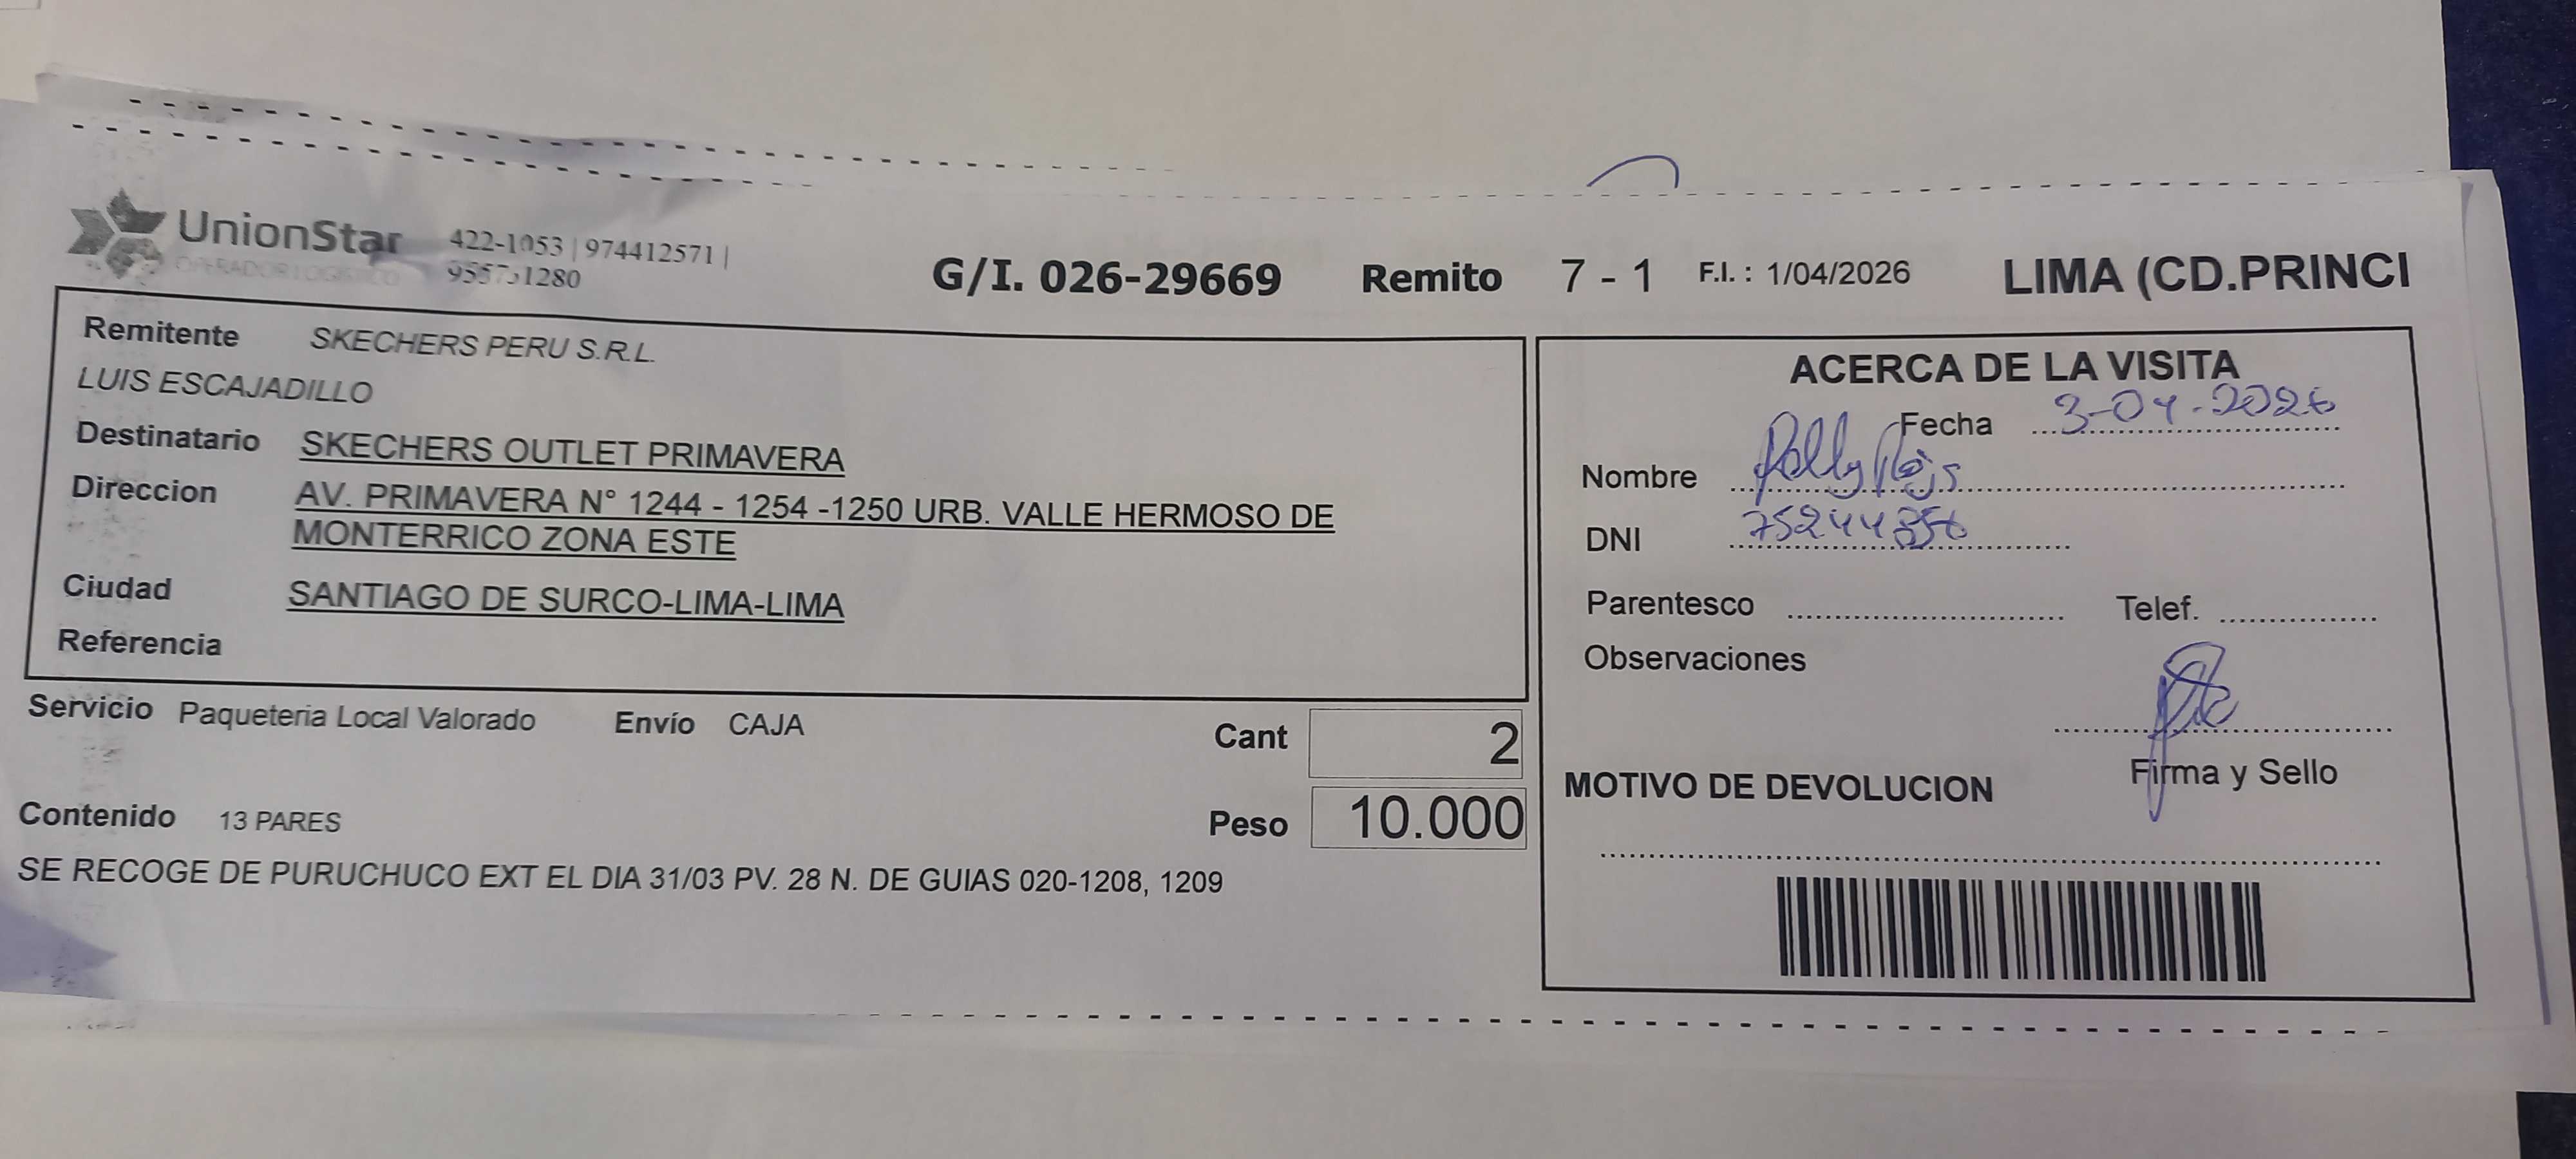 UnionStar
OPERADOR LOGISTICO
422-1053 | 974412571 |
G/I. 026-29669 Remito 7 - 1 F.I. : 1/04/2026 LIMA (CD.PRINCI
Remitente SKECHERS PERU S.R.L.
LUIS ESCAJADILLO
Destinatario SKECHERS OUTLET PRIMAVERA
Direccion AV. PRIMAVERA N° 1244 - 1254 -1250 URB. VALLE HERMOSO DE
MONTERRICO ZONA ESTE
Ciudad SANTIAGO DE SURCO-LIMA-LIMA
Referencia
Servicio Paqueteria Local Valorado Envío CAJA
Cant 2
Contenido 13 PARES
Peso 10.000
SE RECOGE DE PURUCHUCO EXT EL DIA 31/03 PV. 28 N. DE GUIAS 020-1208, 1209
ACERCA DE LA VISITA
Fecha 3-04-2026
Nombre
DNI
Parentesco Telef.
Observaciones
Firma y Sello
MOTIVO DE DEVOLUCION